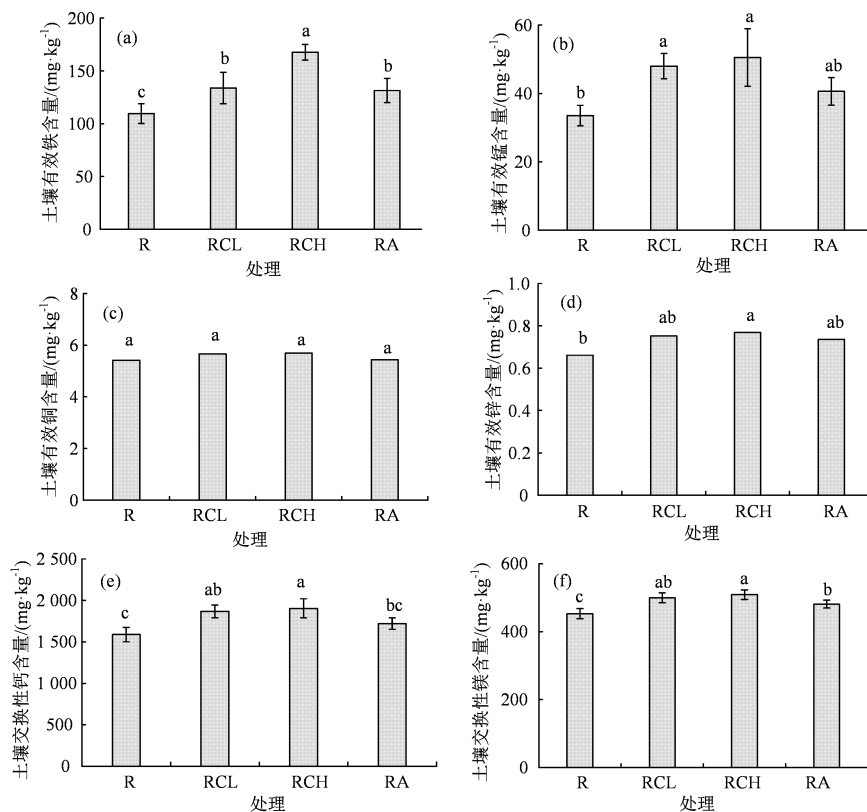 (a)
土壤有效铁含量/(mg·kg⁻¹)
200
150
100
50
0
c
b
a
b
R RCL RCH RA
处理
(b)
土壤有效锰含量/(mg·kg⁻¹)
60
40
20
0
b
a
a
ab
R RCL RCH RA
处理
(c)
土壤有效铜含量/(mg·kg⁻¹)
8
6
4
2
0
a
a
a
a
R RCL RCH RA
处理
(d)
土壤有效锌含量/(mg·kg⁻¹)
1.0
0.8
0.6
0.4
0.2
0
b
ab
a
ab
R RCL RCH RA
处理
(e)
土壤交换性钙含量/(mg·kg⁻¹)
2 500
2 000
1 500
1 000
500
0
c
ab
a
bc
R RCL RCH RA
处理
(f)
土壤交换性镁含量/(mg·kg⁻¹)
600
400
200
0
c
ab
a
b
R RCL RCH RA
处理